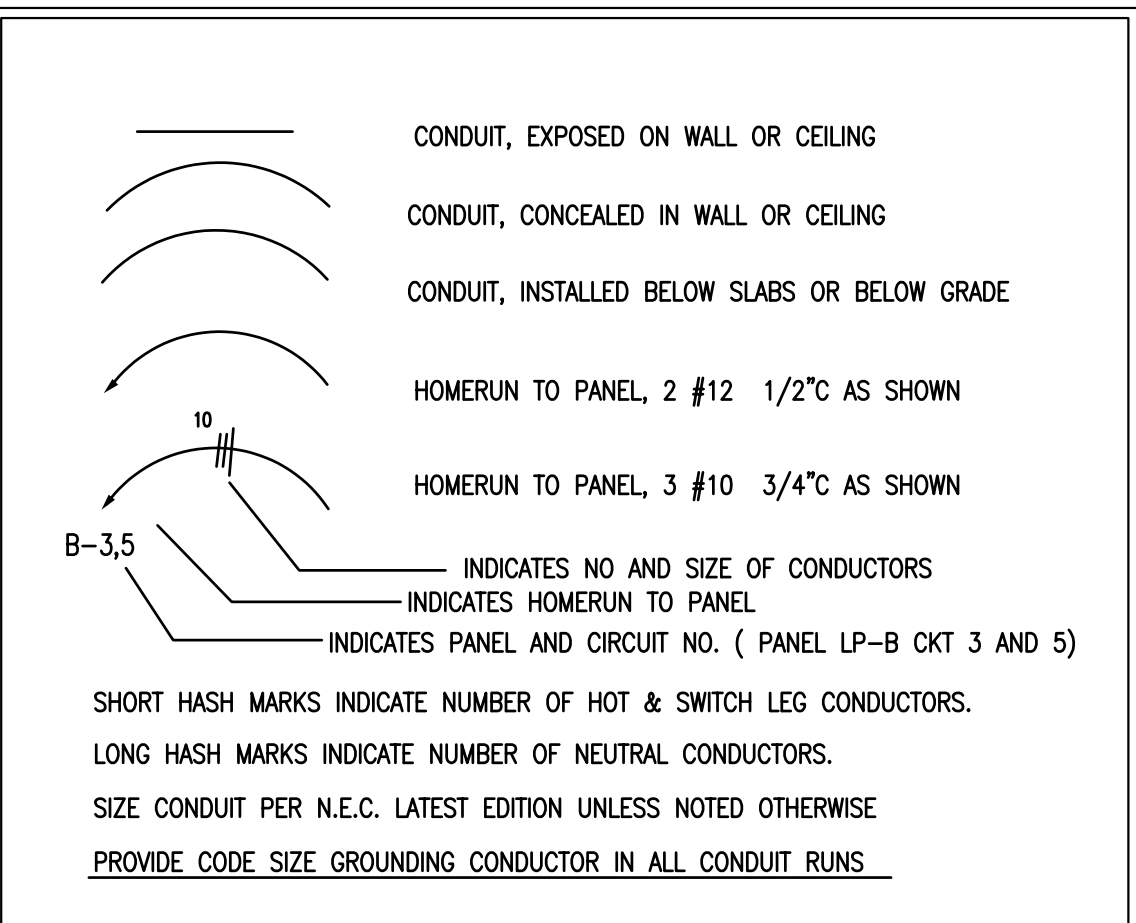 CONDUIT, EXPOSED ON WALL OR CEILING
CONDUIT, CONCEALED IN WALL OR CEILING
CONDUIT, INSTALLED BELOW SLABS OR BELOW GRADE
HOMERUN TO PANEL, 2 #12 1/2"C AS SHOWN
10
HOMERUN TO PANEL, 3 #10 3/4"C AS SHOWN
B-3,5
INDICATES NO AND SIZE OF CONDUCTORS
INDICATES HOMERUN TO PANEL
INDICATES PANEL AND CIRCUIT NO. ( PANEL LP-B CKT 3 AND 5)
SHORT HASH MARKS INDICATE NUMBER OF HOT & SWITCH LEG CONDUCTORS.
LONG HASH MARKS INDICATE NUMBER OF NEUTRAL CONDUCTORS.
SIZE CONDUIT PER N.E.C. LATEST EDITION UNLESS NOTED OTHERWISE
PROVIDE CODE SIZE GROUNDING CONDUCTOR IN ALL CONDUIT RUNS